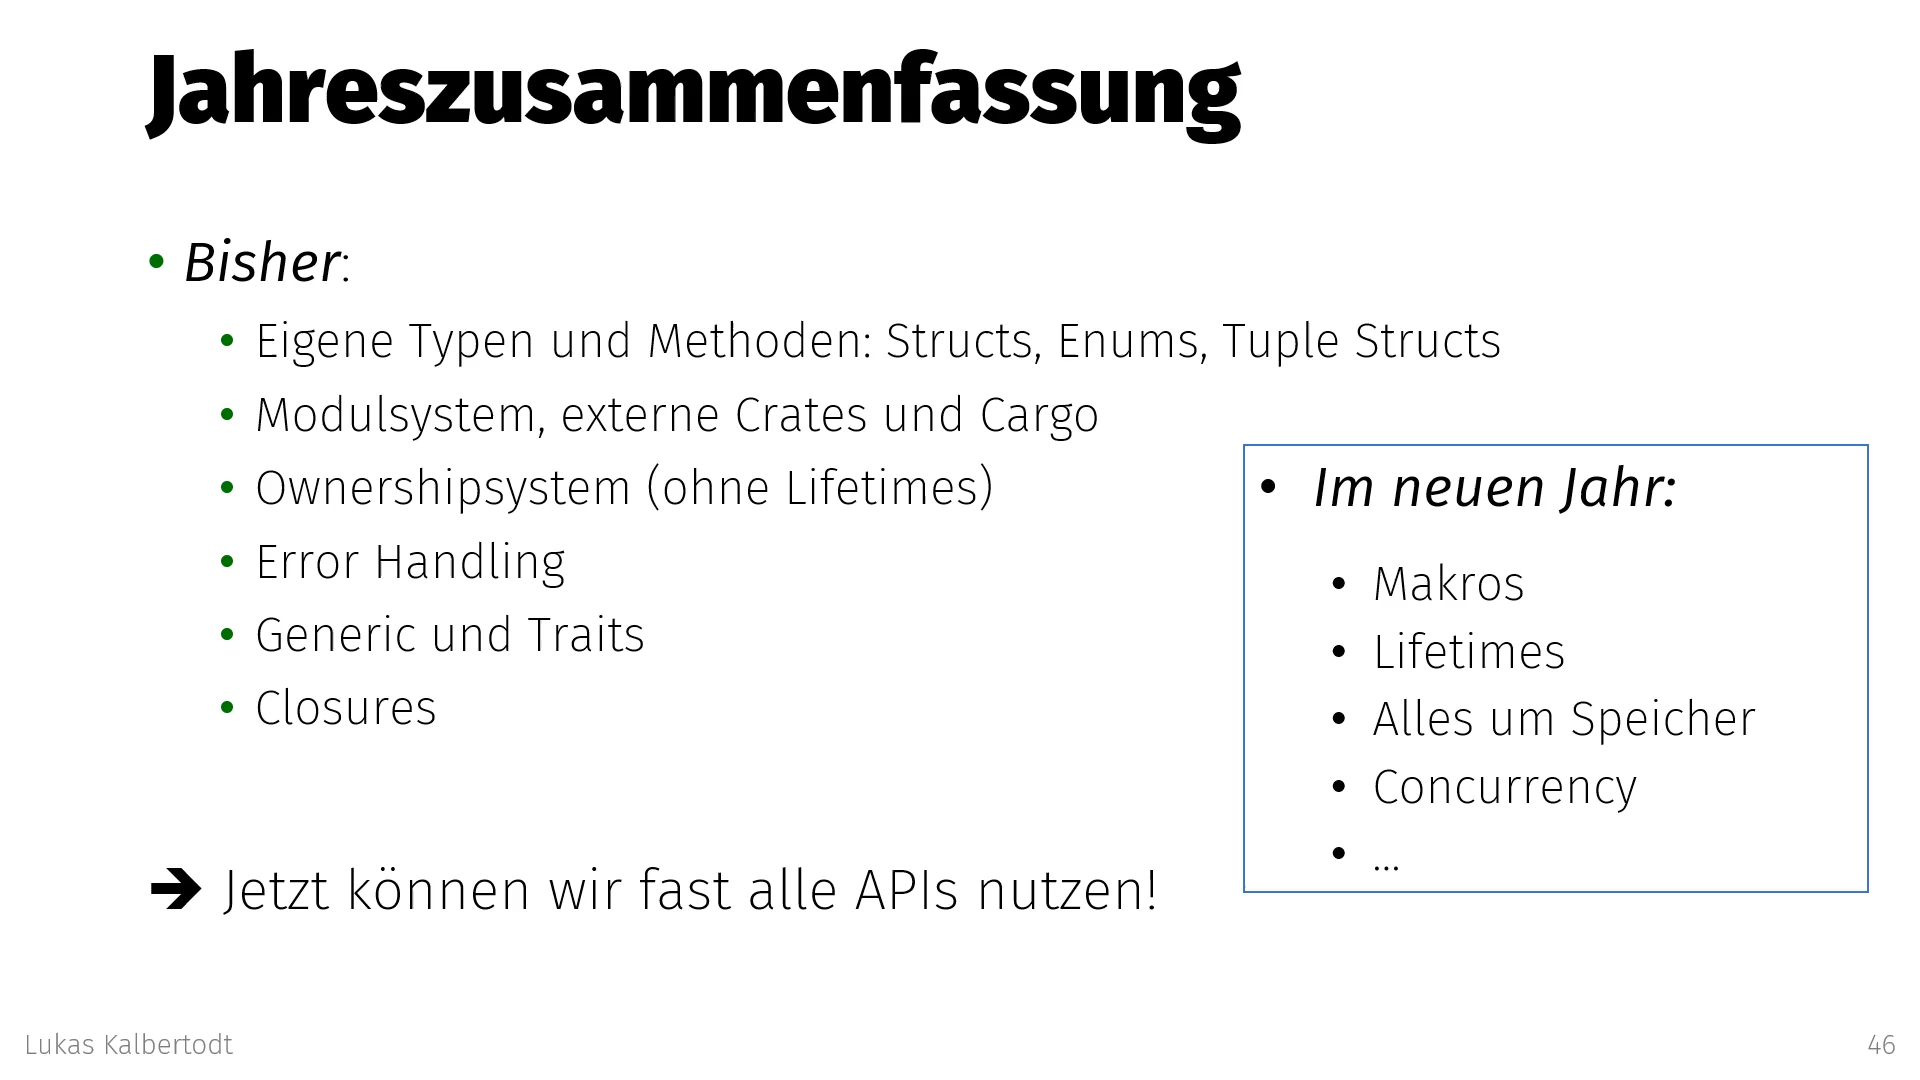 Jahreszusammenfassung
• Bisher:
• Eigene Typen und Methoden: Structs, Enums, Tuple Structs
• Modulsystem, externe Crates und Cargo
• Ownershipsystem (ohne Lifetimes)
• Error Handling
• Generic und Traits
• Closures
➔ Jetzt können wir fast alle APIs nutzen!
• Im neuen Jahr:
• Makros
• Lifetimes
• Alles um Speicher
• Concurrency
• ...
Lukas Kalbertodt
46